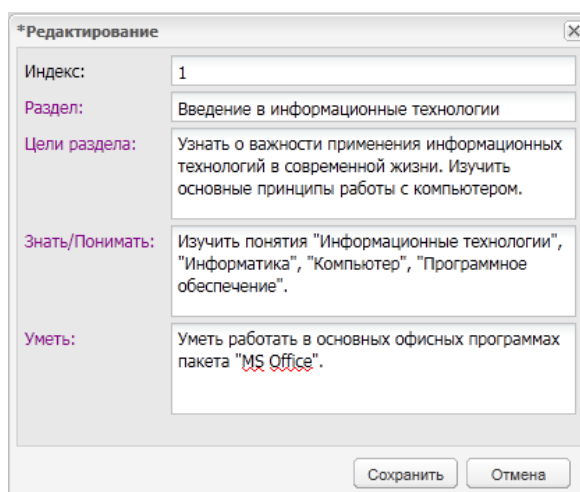 *Редактирование
Индекс: 1
Раздел: Введение в информационные технологии
Цели раздела: Узнать о важности применения информационных
технологий в современной жизни. Изучить
основные принципы работы с компьютером.
Знать/Понимать: Изучить понятия "Информационные технологии",
"Информатика", "Компьютер", "Программное
обеспечение".
Уметь: Уметь работать в основных офисных программах
пакета "MS Office".
Сохранить Отмена